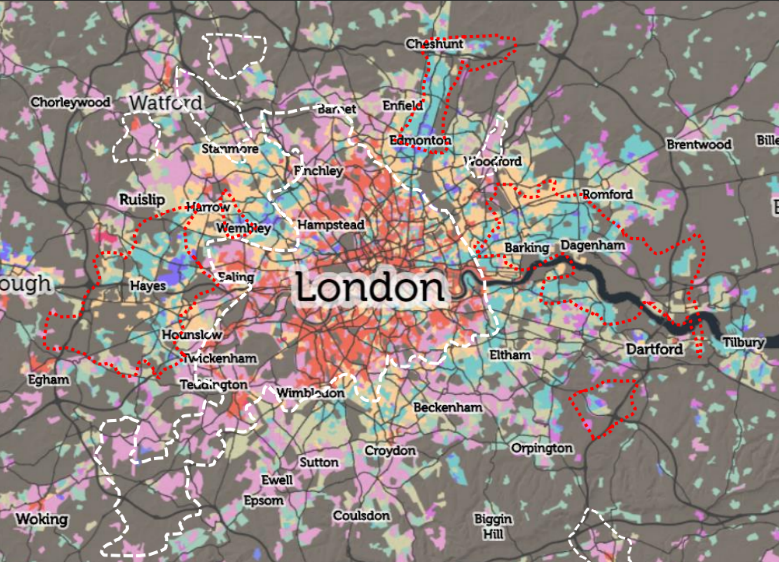 Cheshunt
Chorleywood
Watford
Barnet
Enfield
Edmonton
Stanmore
Woodford
Brentwood
Bille
Finchley
Ruislip
Harrow
Romford
Wembley
Hampstead
Barking
Dagenham
Ealing
ough
Hayes
London
Hounslow
Twickenham
Eltham
Dartford
Tilbury
Egham
Teddington
Wimbledon
Beckenham
Croydon
Orpington
Sutton
Ewell
Epsom
Woking
Coulsdon
Biggin
Hill